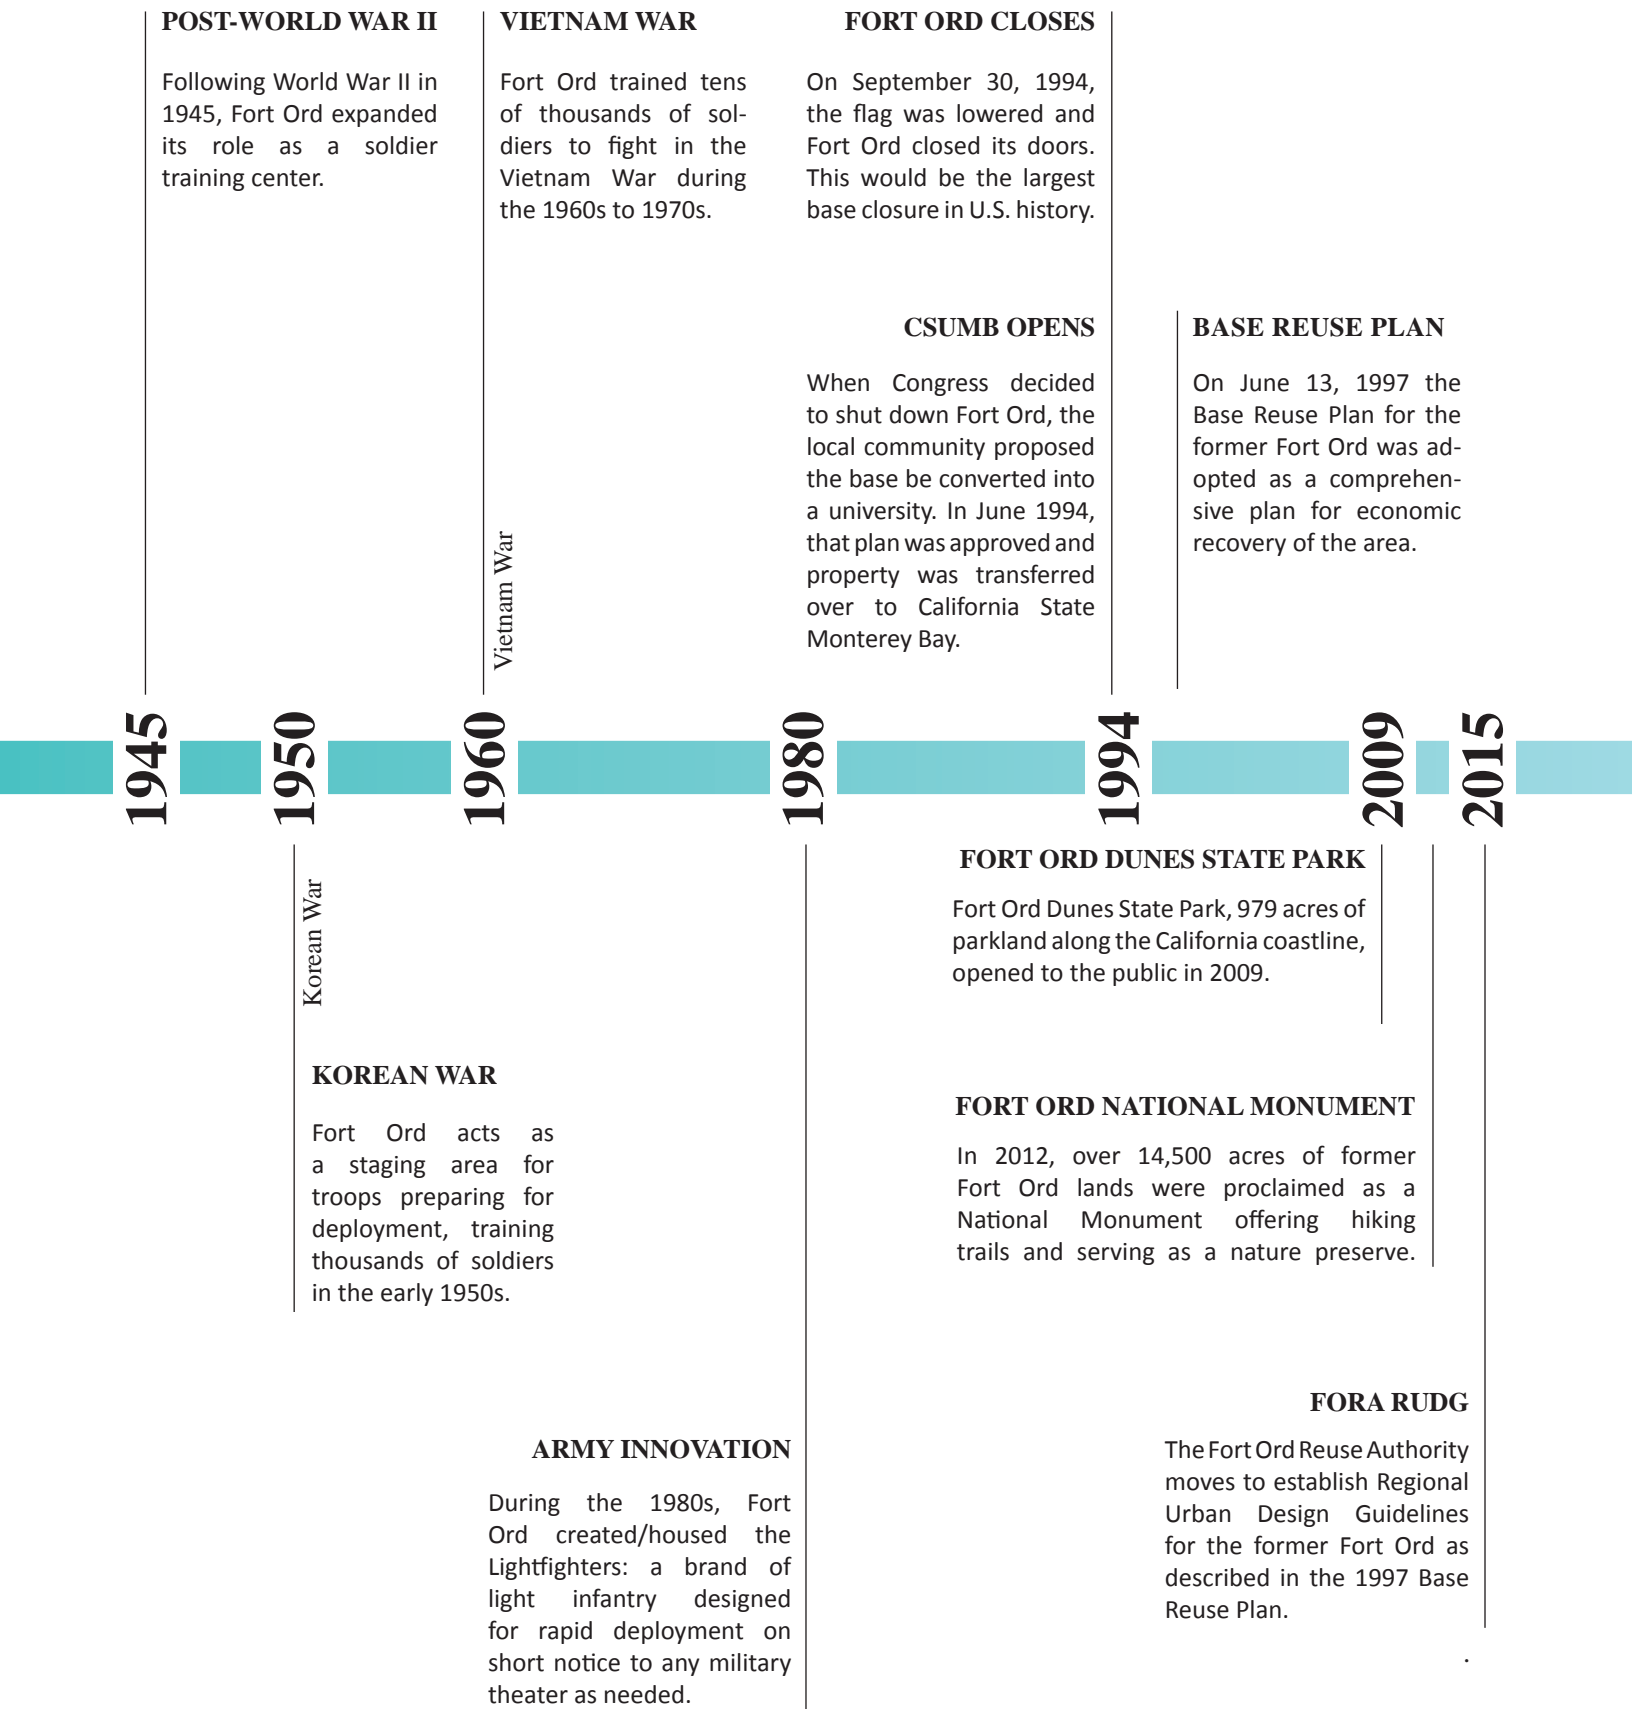 POST-WORLD WAR II
Following World War II in
1945, Fort Ord expanded
its role as a soldier
training center.
VIETNAM WAR
Fort Ord trained tens
of thousands of sol-
diers to fight in the
Vietnam War during
the 1960s to 1970s.
FORT ORD CLOSES
On September 30, 1994,
the flag was lowered and
Fort Ord closed its doors.
This would be the largest
base closure in U.S. history.
CSUMB OPENS
When Congress decided
to shut down Fort Ord, the
local community proposed
the base be converted into
a university. In June 1994,
that plan was approved and
property was transferred
over to California State
Monterey Bay.
BASE REUSE PLAN
On June 13, 1997 the
Base Reuse Plan for the
former Fort Ord was ad-
opted as a comprehen-
sive plan for economic
recovery of the area.
Vietnam War
1945
1950
1960
1980
1994
2009
2015
Korean War
KOREAN WAR
Fort Ord acts as
a staging area for
troops preparing for
deployment, training
thousands of soldiers
in the early 1950s.
ARMY INNOVATION
During the 1980s, Fort
Ord created/housed the
Lightfighters: a brand of
light infantry designed
for rapid deployment on
short notice to any military
theater as needed.
FORT ORD DUNES STATE PARK
Fort Ord Dunes State Park, 979 acres of
parkland along the California coastline,
opened to the public in 2009.
FORT ORD NATIONAL MONUMENT
In 2012, over 14,500 acres of former
Fort Ord lands were proclaimed as a
National Monument offering hiking
trails and serving as a nature preserve.
FORA RUDG
The Fort Ord Reuse Authority
moves to establish Regional
Urban Design Guidelines
for the former Fort Ord as
described in the 1997 Base
Reuse Plan.
.